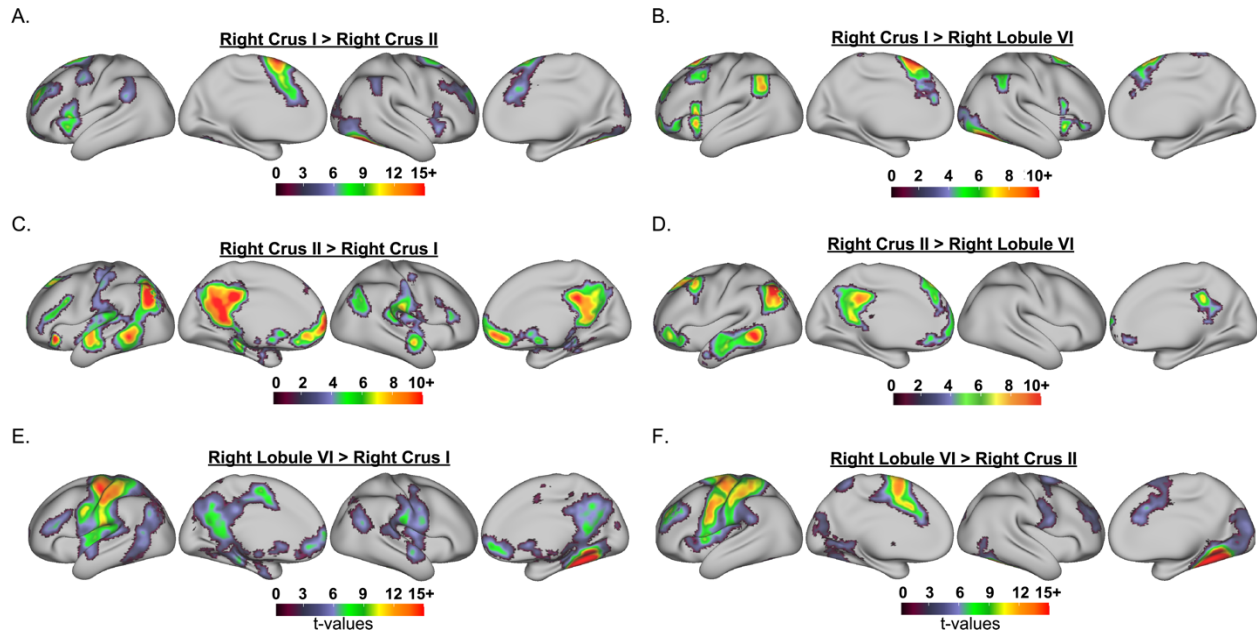 A.
Right Crus I > Right Crus II
0 3 6 9 12 15+
B.
Right Crus I > Right Lobule VI
0 2 4 6 8 10+
C.
Right Crus II > Right Crus I
0 2 4 6 8 10+
D.
Right Crus II > Right Lobule VI
0 2 4 6 8 10+
E.
Right Lobule VI > Right Crus I
0 3 6 9 12 15+
t-values
F.
Right Lobule VI > Right Crus II
0 3 6 9 12 15+
t-values